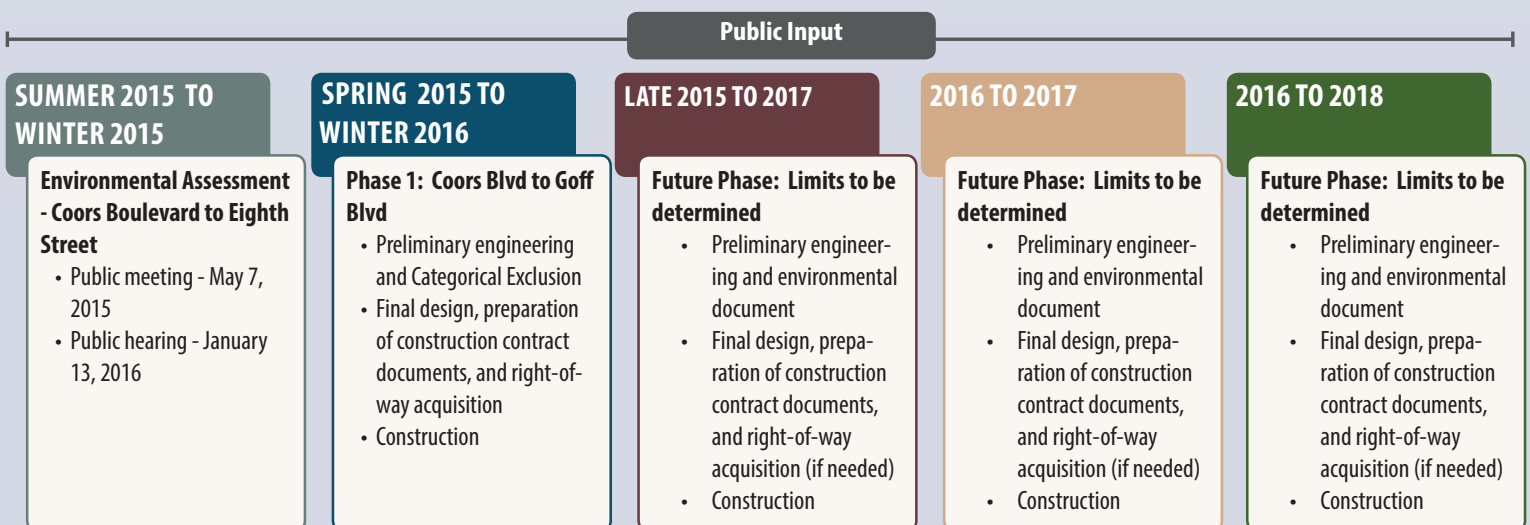 Public Input
SUMMER 2015 TO
WINTER 2015
Environmental Assessment
- Coors Boulevard to Eighth
Street
• Public meeting - May 7,
2015
• Public hearing - January
13, 2016
SPRING 2015 TO
WINTER 2016
Phase 1: Coors Blvd to Goff
Blvd
• Preliminary engineering
and Categorical Exclusion
• Final design, preparation
of construction contract
documents, and right-of-
way acquisition
• Construction
LATE 2015 TO 2017
Future Phase: Limits to be
determined
• Preliminary engineer-
ing and environmental
document
• Final design, prepa-
ration of construction
contract documents,
and right-of-way
acquisition (if needed)
• Construction
2016 TO 2017
Future Phase: Limits to be
determined
• Preliminary engineer-
ing and environmental
document
• Final design, prepa-
ration of construction
contract documents,
and right-of-way
acquisition (if needed)
• Construction
2016 TO 2018
Future Phase: Limits to be
determined
• Preliminary engineer-
ing and environmental
document
• Final design, prepa-
ration of construction
contract documents,
and right-of-way
acquisition (if needed)
• Construction